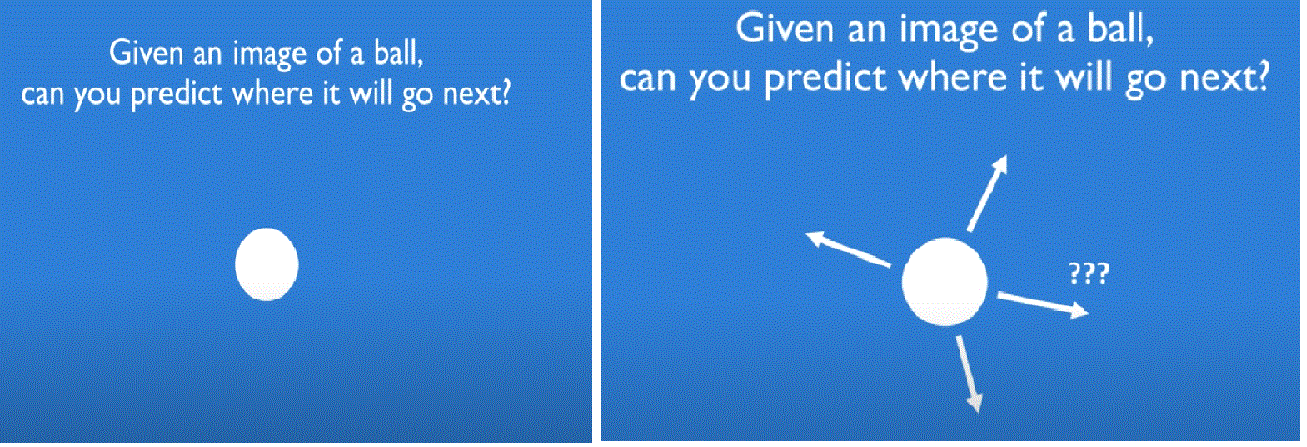 Given an image of a ball,
can you predict where it will go next?
Given an image of a ball,
can you predict where it will go next?
???